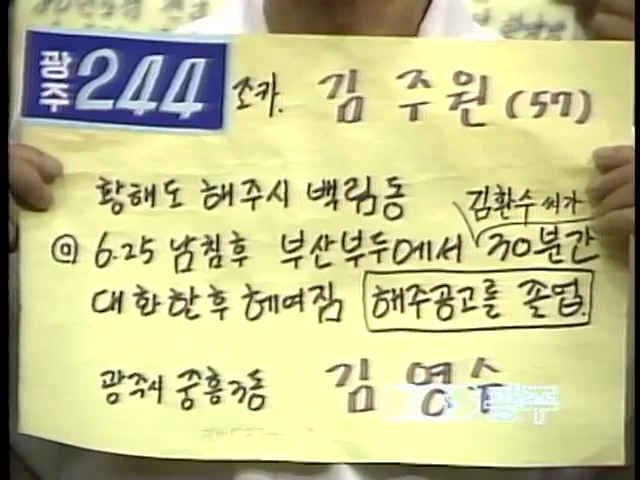 광주 244 조카. 김 주원 (57)
황해도 해주시 백림동
김환수 씨가
@ 6.25 남침후 부산부두에서 30분간
대화한후 헤여짐 해주공고를 졸업.
광주시 중흥3동 김 영수